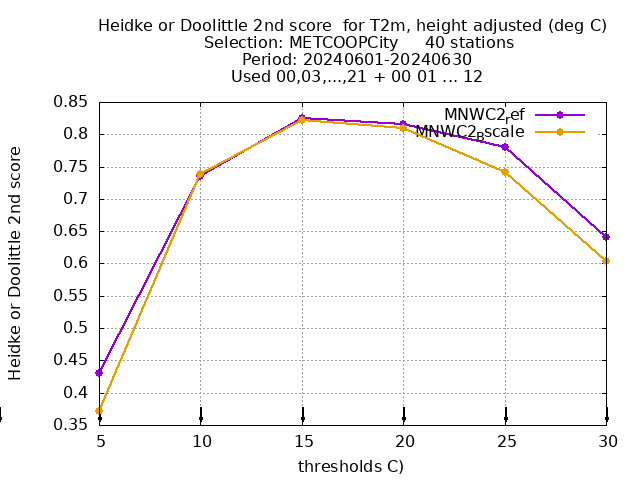 Heidke or Doolittle 2nd score  for T2m, height adjusted (deg C)
Selection: METCOOPCity     40 stations
Period: 20240601-20240630
Used 00,03,...,21 + 00 01 ... 12
MNWC2ref
MNWC2Bscale
Heidke or Doolittle 2nd score
0.85
0.8
0.75
0.7
0.65
0.6
0.55
0.5
0.45
0.4
0.35
5 10 15 20 25 30
thresholds C)